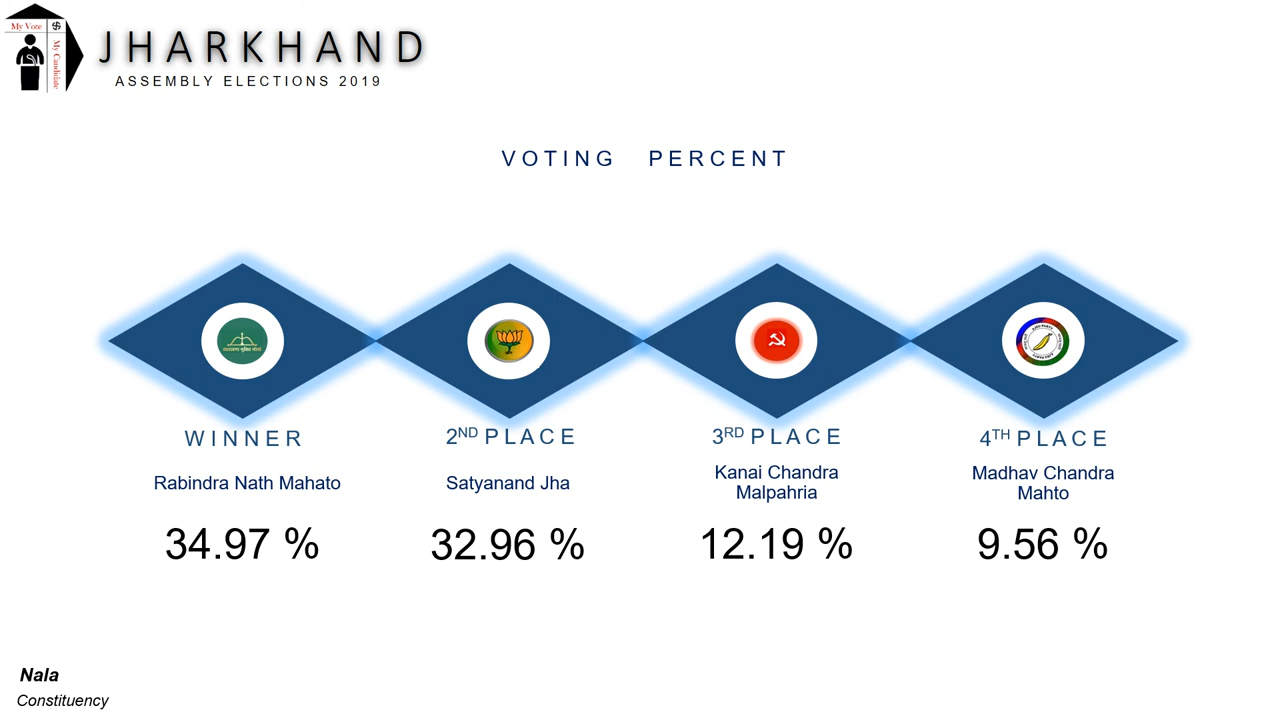 My Vote
My Candidate
JHARKHAND
ASSEMBLY ELECTIONS 2019
VOTING PERCENT
WINNER
2ND PLACE
3RD PLACE
4TH PLACE
Rabindra Nath Mahato
Satyanand Jha
Kanai Chandra
Malpahria
Madhav Chandra
Mahto
34.97 %
32.96 %
12.19 %
9.56 %
Nala
Constituency